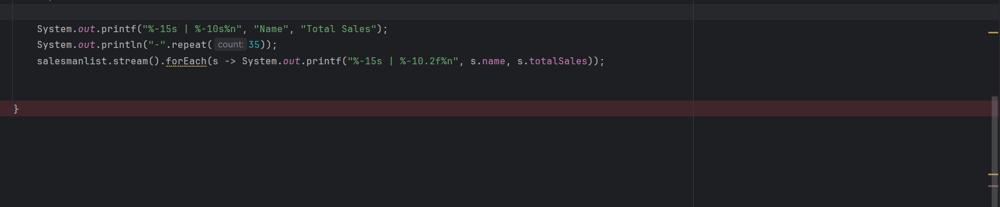 System.out.printf("%-15s | %-10s%n", "Name", "Total Sales");
System.out.println("-".repeat( count: 35));
salesmanlist.stream().forEach(s -> System.out.printf("%-15s | %-10.2f%n", s.name, s.totalSales));
}